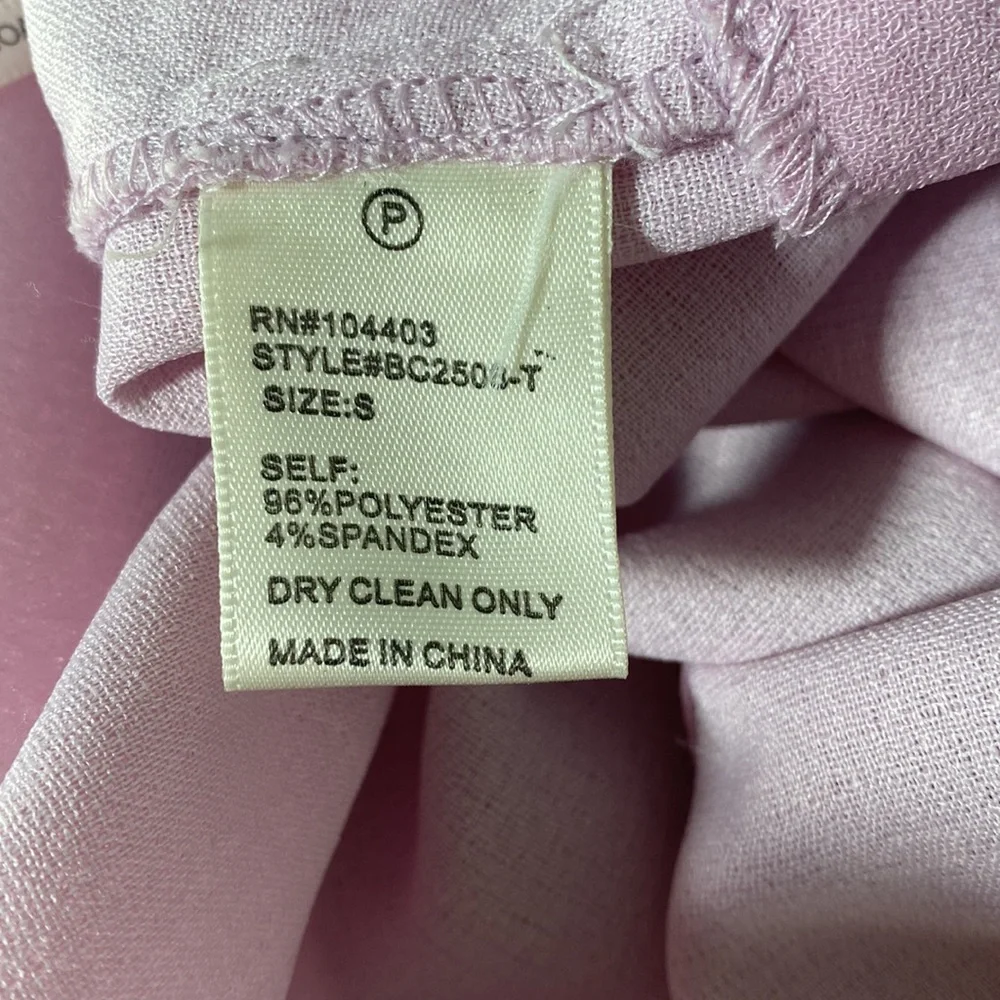 P
RN#104403
SIZE:S
SELF:
96%POLYESTER
4%SPANDEX
DRY CLEAN ONLY
MADE IN CHINA